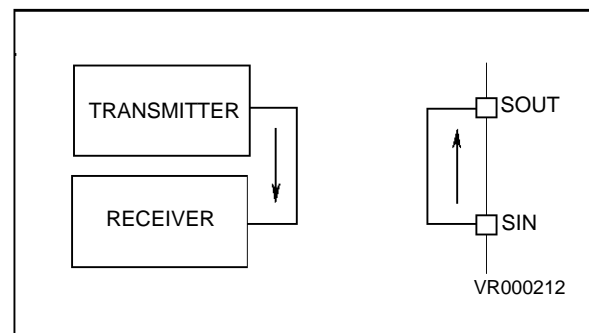 TRANSMITTER
RECEIVER
SOUT
SIN
VR000212